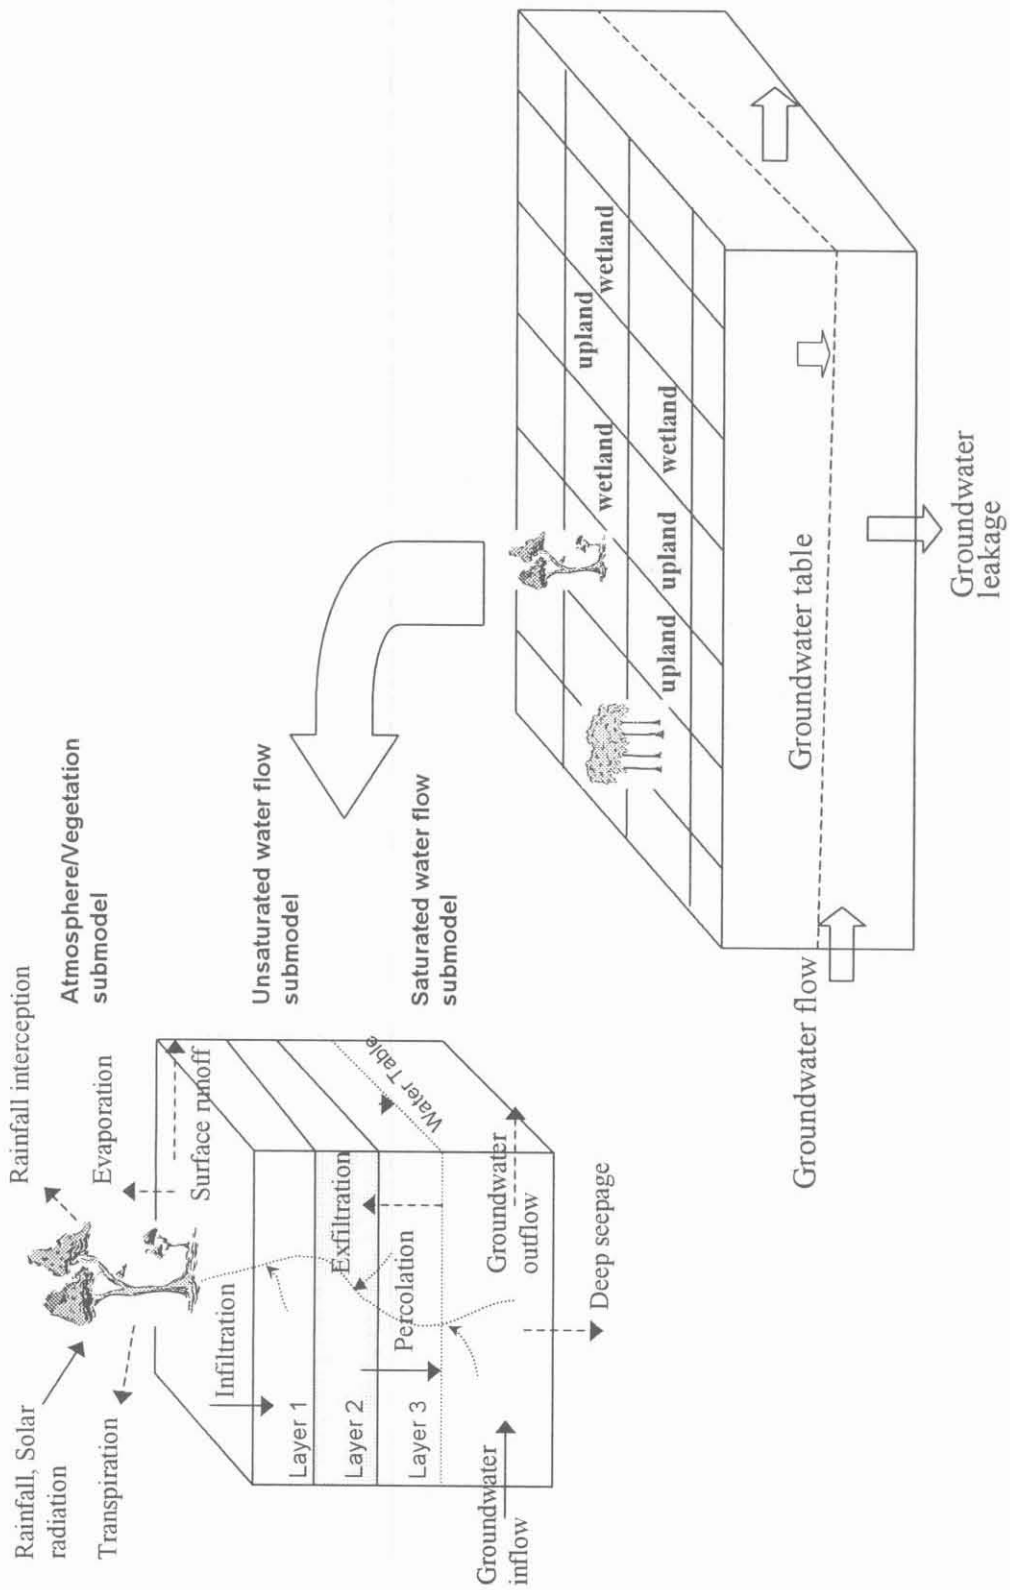 Rainfall, Solar
radiation
Rainfall interception
Transpiration
Evaporation
Surface runoff
Atmosphere/Vegetation
submodel
Infiltration
Layer 1
Layer 2
Layer 3
Exfiltration
Percolation
Water Table
Unsaturated water flow
submodel
Saturated water flow
submodel
Groundwater
inflow
Groundwater
outflow
Deep seepage
wetland
upland
wetland
upland
upland
wetland
Groundwater table
Groundwater flow
Groundwater
leakage